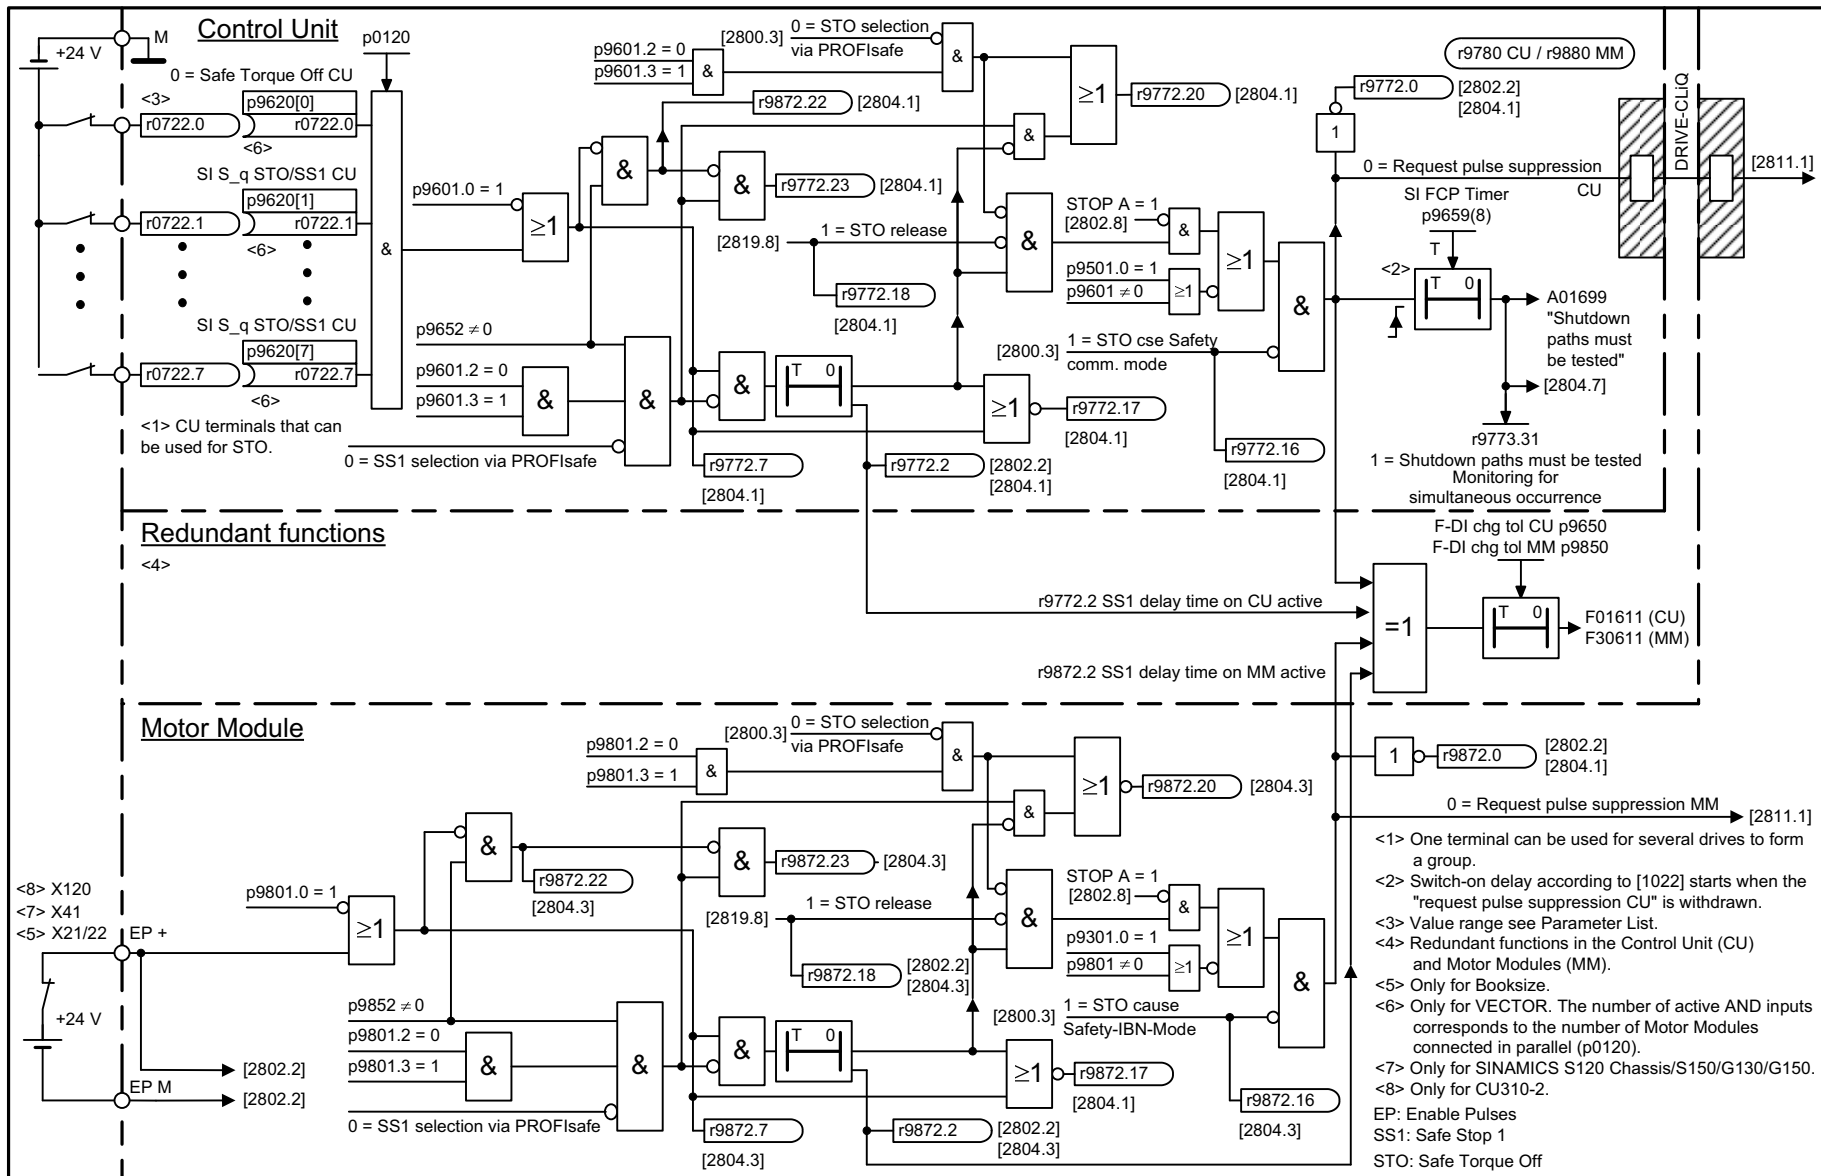 Control Unit
M
+24 V
0 = Safe Torque Off CU
p0120
<3>
p9620[0]
r0722.0
r0722.0
<6>
SI S_q STO/SS1 CU
p9620[1]
r0722.1
r0722.1
<6>
SI S_q STO/SS1 CU
p9620[7]
r0722.7
r0722.7
<6>
<1> CU terminals that can
be used for STO.
&
p9601.0 = 1
≥1
&
r9872.22
[2804.1]
&
r9772.23
[2804.1]
p9601.2 = 0
p9601.3 = 1
&
[2800.3]
0 = STO selection
via PROFIsafe
&
≥1
r9772.20
[2804.1]
&
p9652 ≠ 0
p9601.2 = 0
p9601.3 = 1
&
&
0 = SS1 selection via PROFIsafe
&
T 0
r9772.7
[2804.1]
r9772.2
[2802.2]
[2804.1]
≥1
r9772.17
[2804.1]
[2819.8]
1 = STO release
r9772.18
[2804.1]
&
STOP A = 1
[2802.8]
&
p9501.0 = 1
p9601 ≠ 0
≥1
≥1
&
[2800.3]
1 = STO cse Safety
comm. mode
r9772.16
[2804.1]
r9780 CU / r9880 MM
r9772.0
[2802.2]
[2804.1]
1
0 = Request pulse suppression
CU
DRIVE-CLiQ
[2811.1]
SI FCP Timer
p9659(8)
T
<2>
T 0
A01699
"Shutdown
paths must
be tested"
[2804.7]
r9773.31
1 = Shutdown paths must be tested
Monitoring for
simultaneous occurrence
Redundant functions
<4>
F-DI chg tol CU p9650
F-DI chg tol MM p9850
r9772.2 SS1 delay time on CU active
r9872.2 SS1 delay time on MM active
=1
T 0
F01611 (CU)
F30611 (MM)
Motor Module
p9801.2 = 0
p9801.3 = 1
&
[2800.3]
0 = STO selection
via PROFIsafe
&
≥1
r9872.20
[2804.3]
&
<8> X120
<7> X41
<5> X21/22
EP +
+24 V
EP M
[2802.2]
[2802.2]
p9801.0 = 1
≥1
&
r9872.22
[2804.3]
&
r9872.23
[2804.3]
p9852 ≠ 0
p9801.2 = 0
p9801.3 = 1
&
&
0 = SS1 selection via PROFIsafe
&
T 0
r9872.7
[2804.3]
r9872.2
[2802.2]
[2804.3]
≥1
r9872.17
[2804.1]
[2819.8]
1 = STO release
r9872.18
[2802.2]
[2804.3]
&
STOP A = 1
[2802.8]
&
p9301.0 = 1
p9801 ≠ 0
≥1
≥1
&
[2800.3]
1 = STO cause
Safety-IBN-Mode
r9872.16
[2804.3]
1
r9872.0
[2802.2]
[2804.1]
0 = Request pulse suppression MM
[2811.1]
<1> One terminal can be used for several drives to form
a group.
<2> Switch-on delay according to [1022] starts when the
"request pulse suppression CU" is withdrawn.
<3> Value range see Parameter List.
<4> Redundant functions in the Control Unit (CU)
and Motor Modules (MM).
<5> Only for Booksize.
<6> Only for VECTOR. The number of active AND inputs
corresponds to the number of Motor Modules
connected in parallel (p0120).
<7> Only for SINAMICS S120 Chassis/S150/G130/G150.
<8> Only for CU310-2.
EP: Enable Pulses
SS1: Safe Stop 1
STO: Safe Torque Off